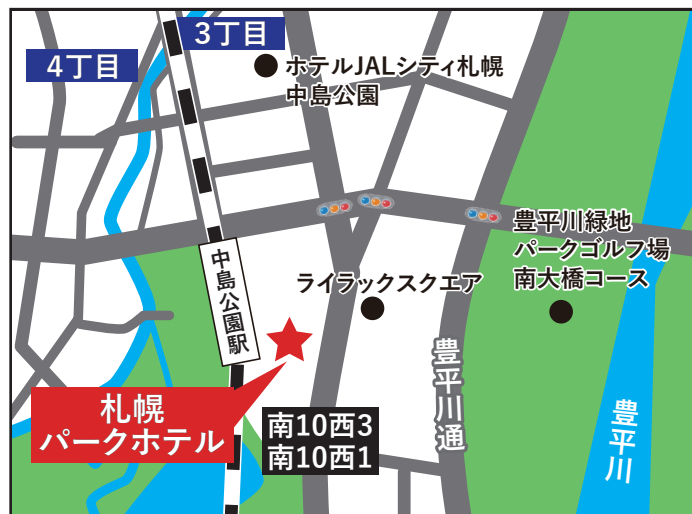 3丁目
4丁目
ホテルJALシティ札幌
中島公園
豊平川緑地
パークゴルフ場
南大橋コース
中島公園駅
ライラックスクエア
豊平川通
豊平川
札幌
パークホテル
南10西3
南10西1